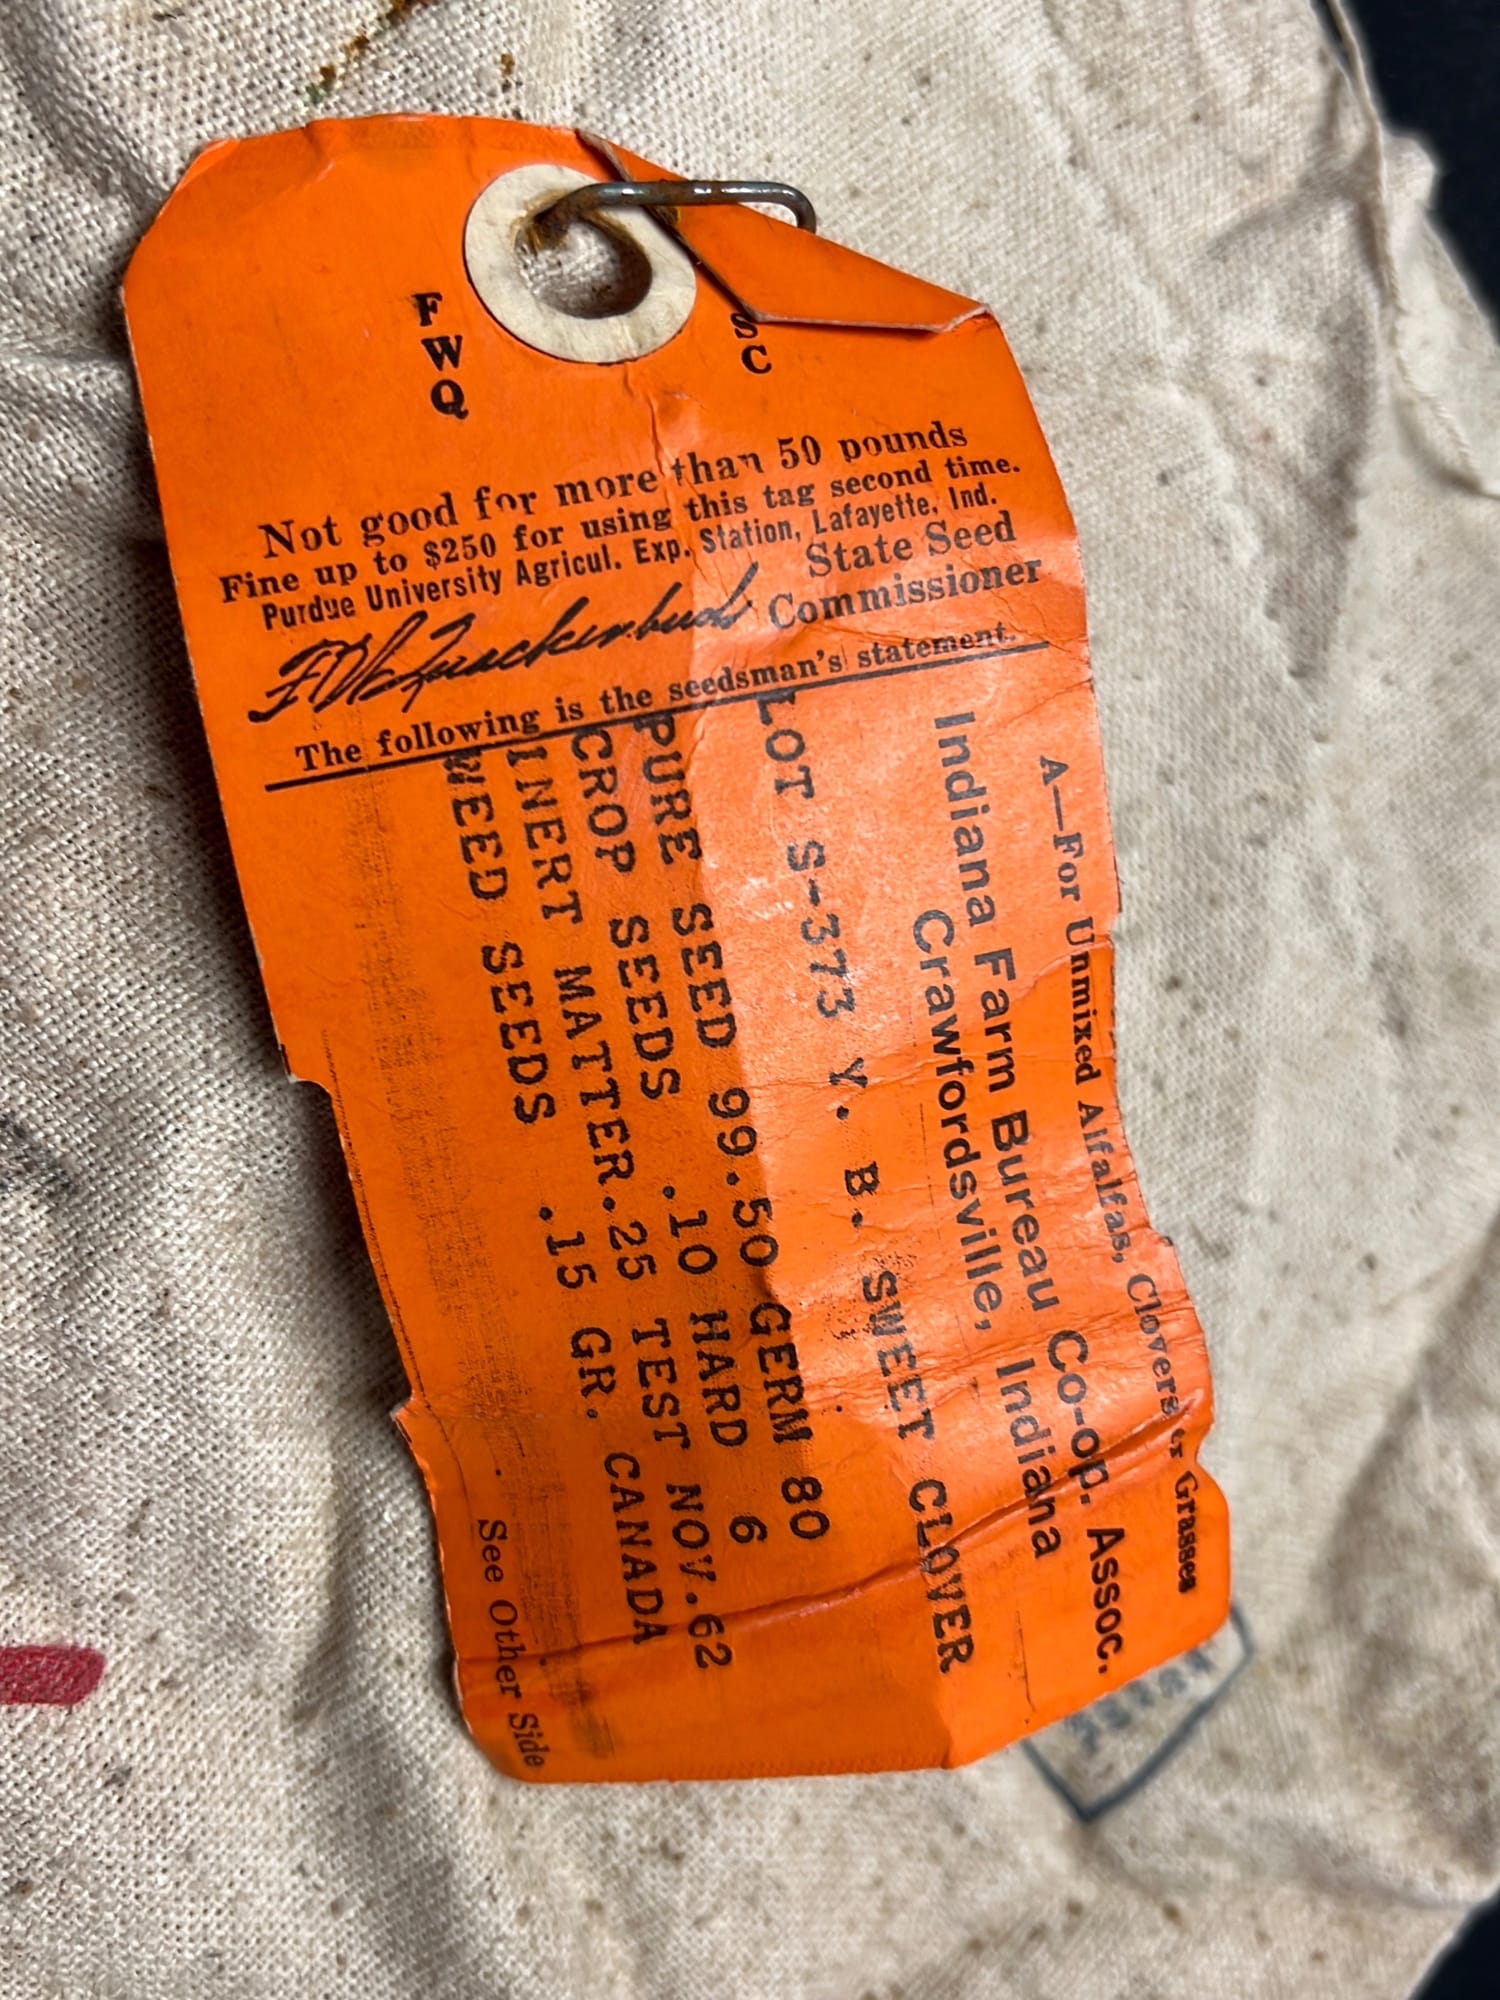 F
W
Q
S
C
Not good for more than 50 pounds
Fine up to $250 for using this tag second time.
Purdue University Agricul. Exp. Station, Lafayette, Ind.
State Seed
Commissioner
The following is the seedsman's statement.
A—For Unmixed Alfalfas, Clovers er Grasses
Indiana Farm Bureau Co-op. Assoc.
Crawfordsville, Indiana
LOT S-373 Y. B. SWEET CLOVER
PURE SEED 99.50 GERM 80
CROP SEEDS .10 HARD 6
INERT MATTER.25 TEST NOV.62
WEED SEEDS .15 GR. CANADA
See Other Side